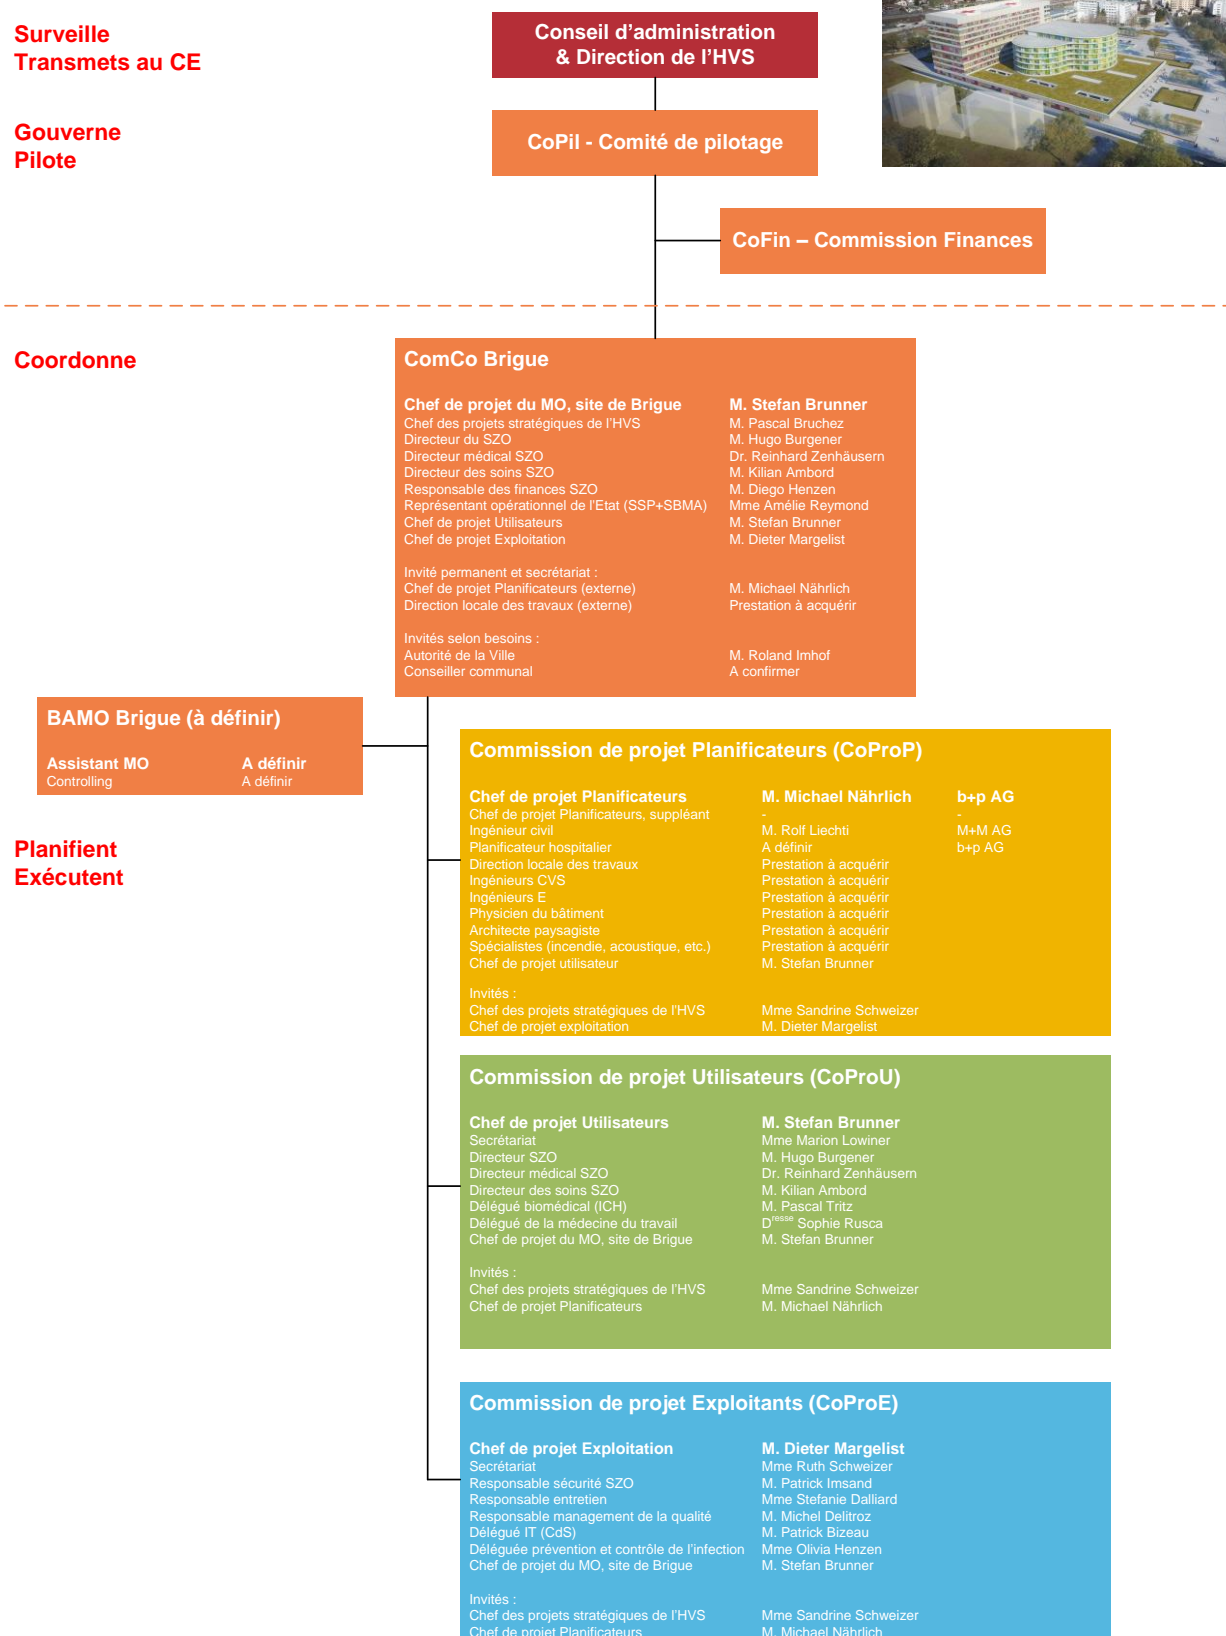 Surveille
Transmets au CE
Conseil d’administration
& Direction de l’HVS
Gouverne
Pilote
CoPil - Comité de pilotage
CoFin – Commission Finances
Coordonne
ComCo Brigue
Chef de projet du MO, site de Brigue M. Stefan Brunner
Chef des projets stratégiques de l’HVS M. Pascal Bruchez
Directeur du SZO M. Hugo Burgener
Directeur médical SZO Dr. Reinhard Zenhäusern
Directeur des soins SZO M. Kilian Ambord
Responsable des finances SZO M. Diego Henzen
Représentant opérationnel de l’Etat (SSP+SBMA) Mme Amélie Reymond
Chef de projet Utilisateurs M. Stefan Brunner
Chef de projet Exploitation M. Dieter Margelist
Invité permanent et secrétariat :
Chef de projet Planificateurs (externe) M. Michael Nährlich
Direction locale des travaux (externe) Prestation à acquérir
Invités selon besoins :
Autorité de la Ville M. Roland Imhof
Conseiller communal A confirmer
BAMO Brigue (à définir)
Assistant MO A définir
Controlling A définir
Planifient
Exécutent
Commission de projet Planificateurs (CoProP)
Chef de projet Planificateurs M. Michael Nährlich b+p AG
Chef de projet Planificateurs, suppléant - -
Ingénieur civil M. Rolf Liechti M+M AG
Planificateur hospitalier A définir b+p AG
Direction locale des travaux Prestation à acquérir
Ingénieurs CVS Prestation à acquérir
Ingénieurs E Prestation à acquérir
Physicien du bâtiment Prestation à acquérir
Architecte paysagiste Prestation à acquérir
Spécialistes (incendie, acoustique, etc.) Prestation à acquérir
Chef de projet utilisateur M. Stefan Brunner
Invités :
Chef des projets stratégiques de l’HVS Mme Sandrine Schweizer
Chef de projet exploitation M. Dieter Margelist
Commission de projet Utilisateurs (CoProU)
Chef de projet Utilisateurs M. Stefan Brunner
Secrétariat Mme Marion Lowiner
Directeur SZO M. Hugo Burgener
Directeur médical SZO Dr. Reinhard Zenhäusern
Directeur des soins SZO M. Kilian Ambord
Délégué biomédical (ICH) M. Pascal Tritz
Délégué de la médecine du travail Dresse Sophie Rusca
Chef de projet du MO, site de Brigue M. Stefan Brunner
Invités :
Chef des projets stratégiques de l’HVS Mme Sandrine Schweizer
Chef de projet Planificateurs M. Michael Nährlich
Commission de projet Exploitants (CoProE)
Chef de projet Exploitation M. Dieter Margelist
Secrétariat Mme Ruth Schweizer
Responsable sécurité SZO M. Patrick Imsand
Responsable entretien Mme Stefanie Dalliard
Responsable management de la qualité M. Michel Delitroz
Délégué IT (CdS) M. Patrick Bizeau
Déléguée prévention et contrôle de l’infection Mme Olivia Henzen
Chef de projet du MO, site de Brigue M. Stefan Brunner
Invités :
Chef des projets stratégiques de l’HVS Mme Sandrine Schweizer
Chef de projet Planificateurs M. Michael Nährlich